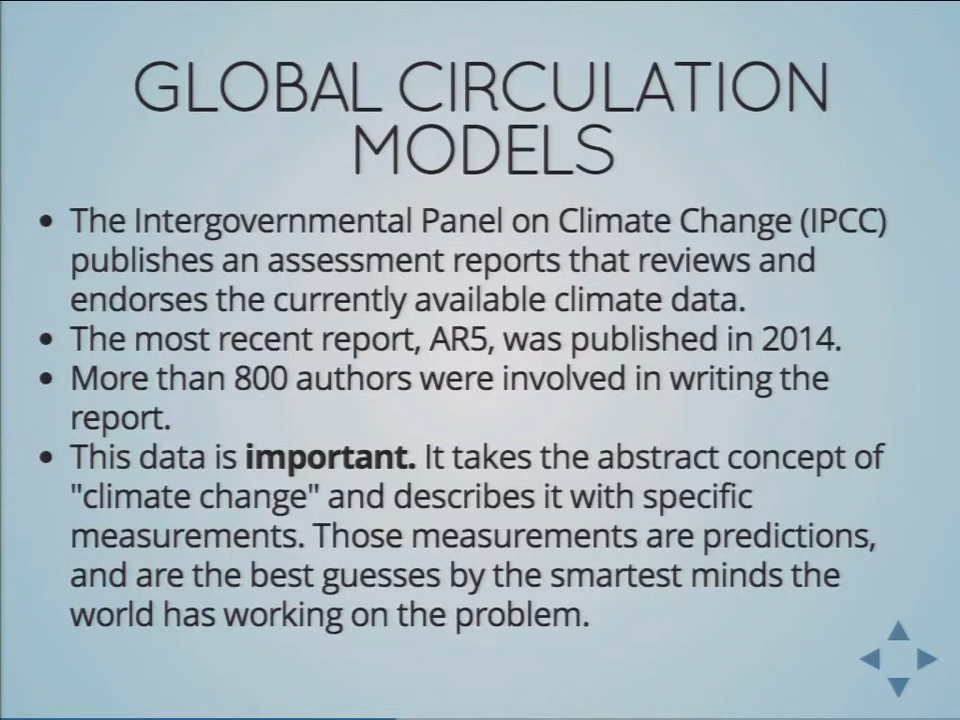 GLOBAL CIRCULATION
MODELS
• The Intergovernmental Panel on Climate Change (IPCC)
publishes an assessment reports that reviews and
endorses the currently available climate data.
• The most recent report, AR5, was published in 2014.
• More than 800 authors were involved in writing the
report.
• This data is important. It takes the abstract concept of
"climate change" and describes it with specific
measurements. Those measurements are predictions,
and are the best guesses by the smartest minds the
world has working on the problem.